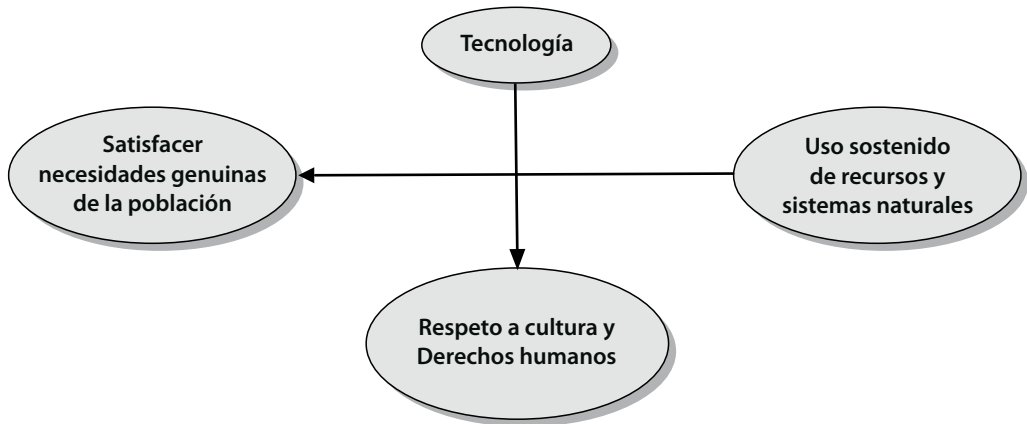 Tecnología
Satisfacer
necesidades genuinas
de la población
Uso sostenido
de recursos y
sistemas naturales
Respeto a cultura y
Derechos humanos